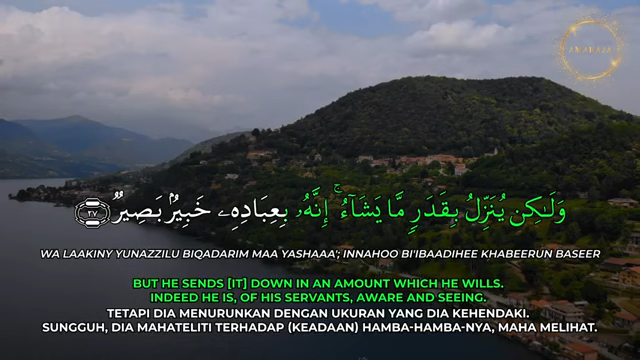 وَلَـٰكِن يُنَزِّلُ بِقَدَرٍ مَّا يَشَآءُ ۚ إِنَّهُۥ بِعِبَادِهِۦ خَبِيرٌۢ بَصِيرٌ ٢٧
WA LAAKINY YUNAZZILU BIQADARIM MAA YASHAAA'; INNAHOO BI'IBAADIHEE KHABEERUN BASEER
BUT HE SENDS [IT] DOWN IN AN AMOUNT WHICH HE WILLS.
INDEED HE IS, OF HIS SERVANTS, AWARE AND SEEING.
TETAPI DIA MENURUNKAN DENGAN UKURAN YANG DIA KEHENDAKI.
SUNGGUH, DIA MAHATELITI TERHADAP (KEADAAN) HAMBA-HAMBA-NYA, MAHA MELIHAT.